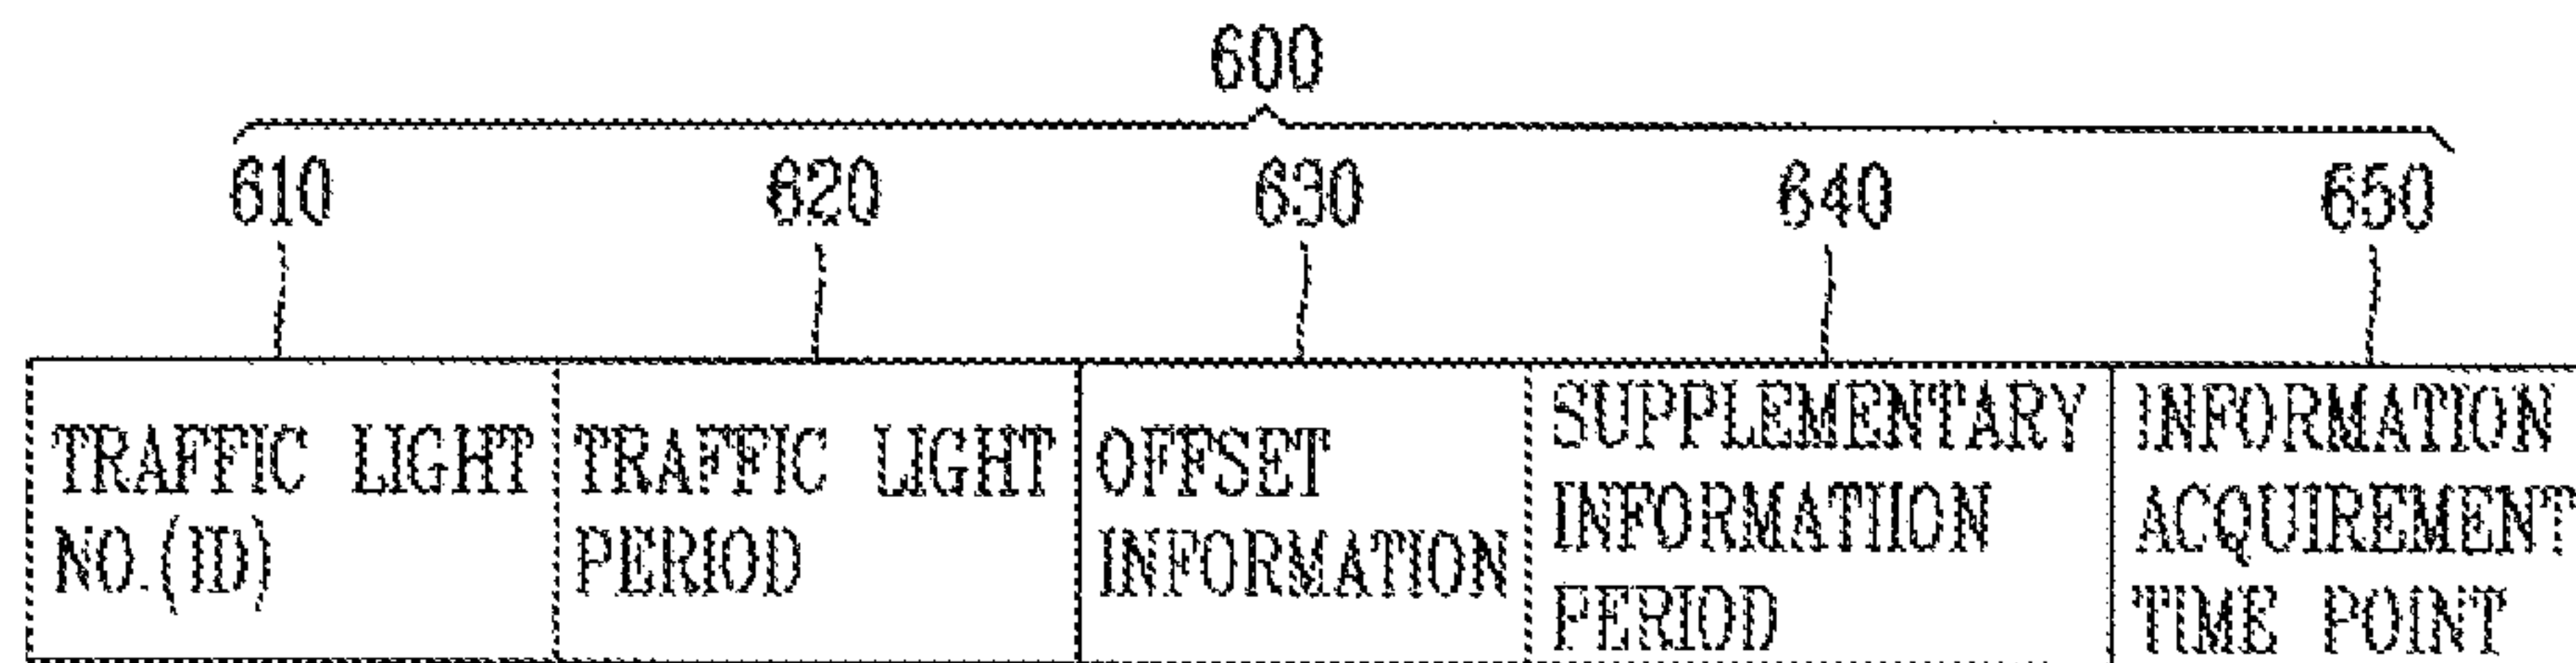 600
610 620 630 640 650
TRAFFIC LIGHT
NO.(ID)
TRAFFIC LIGHT
PERIOD
OFFSET
INFORMATION
SUPPLEMENTARY
INFORMATIION
PERIOD
INFORMATION
ACQUIREMENT
TIME POINT